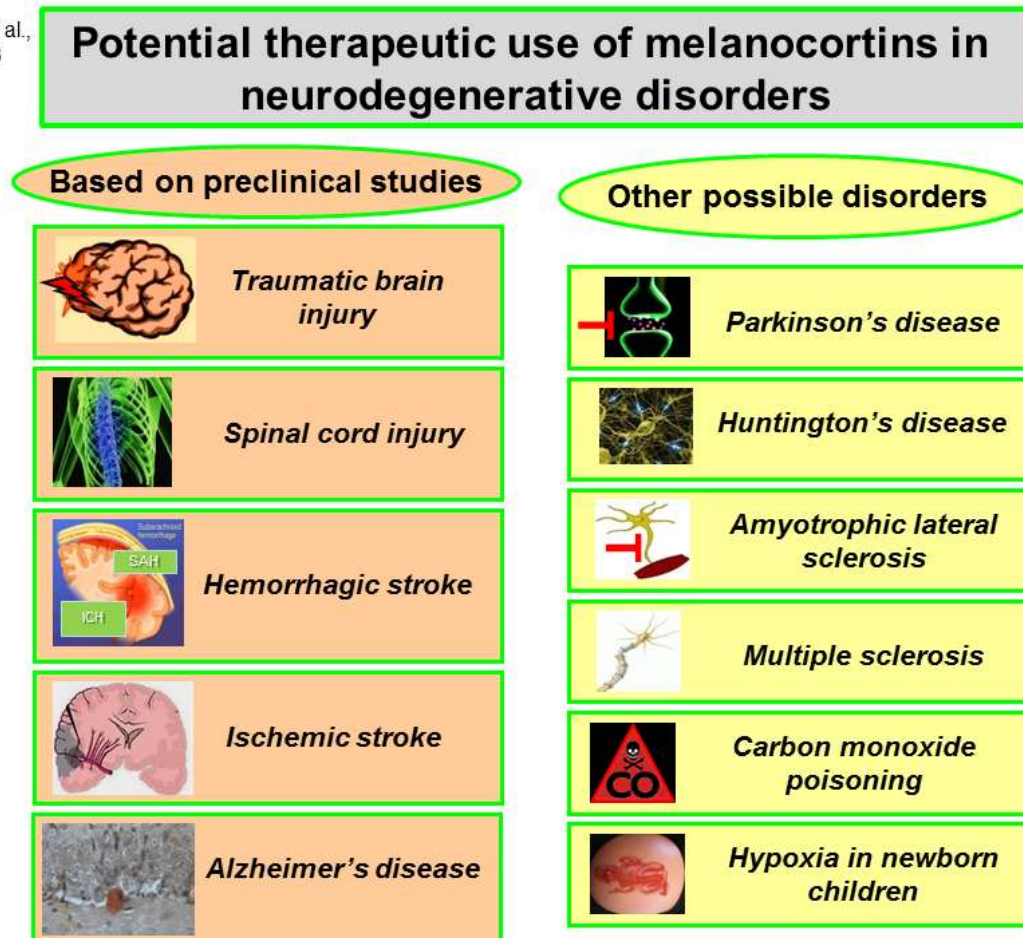 al.,
Potential therapeutic use of melanocortins in
neurodegenerative disorders
Based on preclinical studies
Traumatic brain
injury
Spinal cord injury
Subarachnoid
hemorrhage
SAH
ICH
Hemorrhagic stroke
Ischemic stroke
Alzheimer’s disease
Other possible disorders
Parkinson’s disease
Huntington’s disease
Amyotrophic lateral
sclerosis
Multiple sclerosis
CO
Carbon monoxide
poisoning
Hypoxia in newborn
children